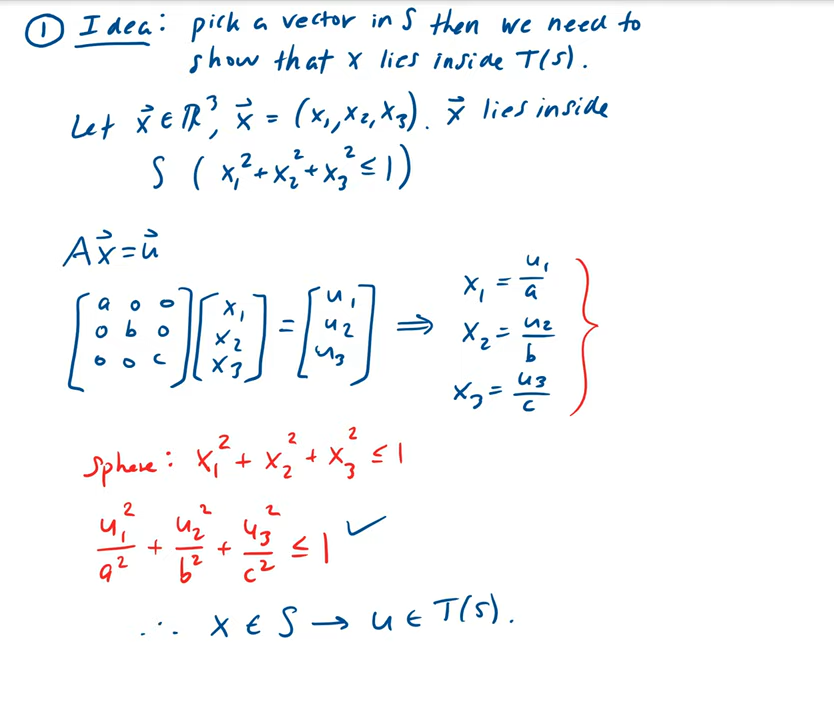 ① Idea: pick a vector in S then we need to
show that x lies inside T(S).
Let x⃗ ∈ ℝ³, x⃗ = (x₁, x₂, x₃). x⃗ lies inside
S ( x₁² + x₂² + x₃² ≤ 1)
Ax⃗ = u⃗
[a 0 0; 0 b 0; 0 0 c] [x₁; x₂; x₃] = [u₁; u₂; u₃] ⟹ x₁ = u₁/a
x₂ = u₂/b
x₃ = u₃/c }
Sphere: x₁² + x₂² + x₃² ≤ 1
u₁²/a² + u₂²/b² + u₃²/c² ≤ 1 ✓
∴ x ∈ S → u ∈ T(S).